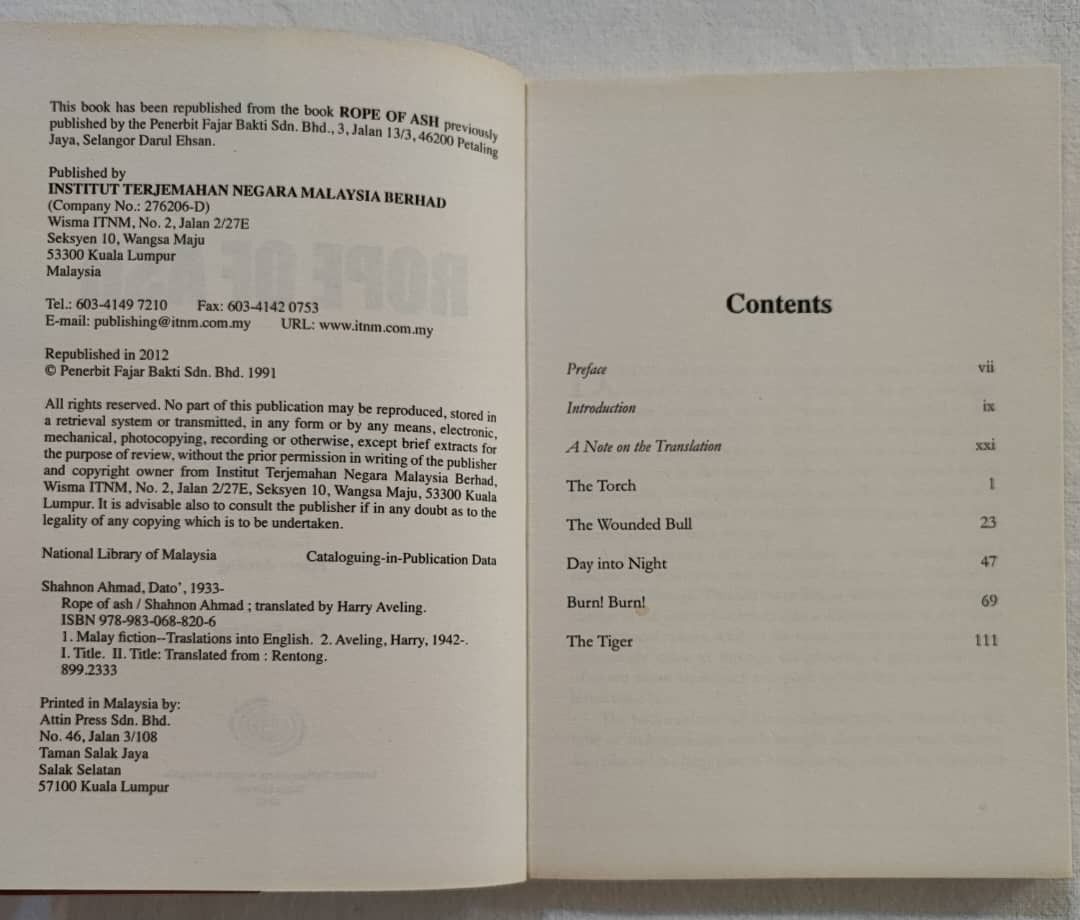 This book has been republished from the book ROPE OF ASH previously
published by the Penerbit Fajar Bakti Sdn. Bhd., 3, Jalan 13/3, 46200 Petaling
Jaya, Selangor Darul Ehsan.
Published by
INSTITUT TERJEMAHAN NEGARA MALAYSIA BERHAD
(Company No.: 276206-D)
Wisma ITNM, No. 2, Jalan 2/27E
Seksyen 10, Wangsa Maju
53300 Kuala Lumpur
Malaysia
Tel.: 603-4149 7210 Fax: 603-4142 0753
E-mail: publishing@itnm.com.my URL: www.itnm.com.my
Republished in 2012
© Penerbit Fajar Bakti Sdn. Bhd. 1991
All rights reserved. No part of this publication may be reproduced, stored in
a retrieval system or transmitted, in any form or by any means, electronic,
mechanical, photocopying, recording or otherwise, except brief extracts for
the purpose of review, without the prior permission in writing of the publisher
and copyright owner from Institut Terjemahan Negara Malaysia Berhad,
Wisma ITNM, No. 2, Jalan 2/27E, Seksyen 10, Wangsa Maju, 53300 Kuala
Lumpur. It is advisable also to consult the publisher if in any doubt as to the
legality of any copying which is to be undertaken.
National Library of Malaysia Cataloguing-in-Publication Data
Shahnon Ahmad, Dato', 1933-
Rope of ash / Shahnon Ahmad ; translated by Harry Aveling.
ISBN 978-983-068-820-6
1. Malay fiction--Traslations into English. 2. Aveling, Harry, 1942-.
I. Title. II. Title: Translated from : Rentong.
899.2333
Printed in Malaysia by:
Attin Press Sdn. Bhd.
No. 46, Jalan 3/108
Taman Salak Jaya
Salak Selatan
57100 Kuala Lumpur
Contents
Preface vii
Introduction ix
A Note on the Translation xxi
The Torch 1
The Wounded Bull 23
Day into Night 47
Burn! Burn! 69
The Tiger 111